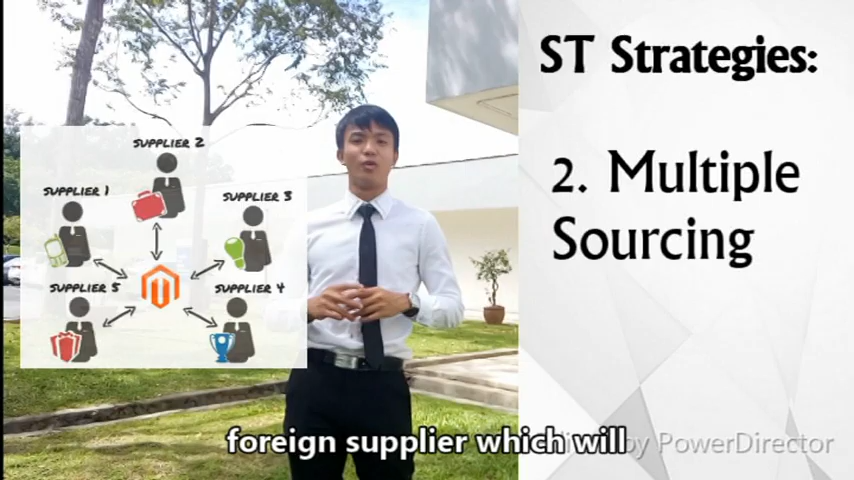 ST Strategies:
2. Multiple
Sourcing
SUPPLIER 2
SUPPLIER 1
SUPPLIER 3
SUPPLIER 5
SUPPLIER 4
foreign supplier which will
by PowerDirector